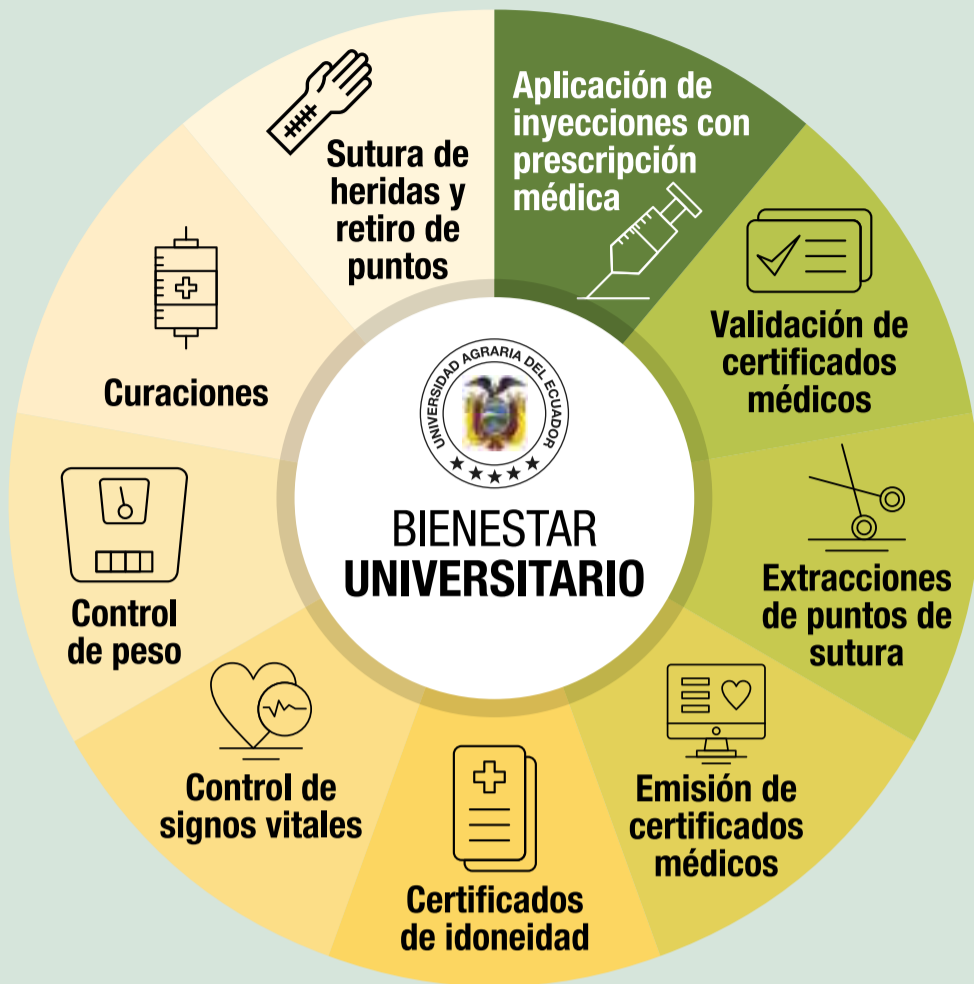 Aplicación de
inyecciones con
prescripción
médica
Validación de
certificados
médicos
Extracciones
de puntos de
sutura
Emisión de
certificados
médicos
Certificados
de idoneidad
Control de
signos vitales
Control
de peso
Curaciones
Sutura de
heridas y
retiro de
puntos
UNIVERSIDAD AGRARIA DEL ECUADOR
BIENESTAR
UNIVERSITARIO